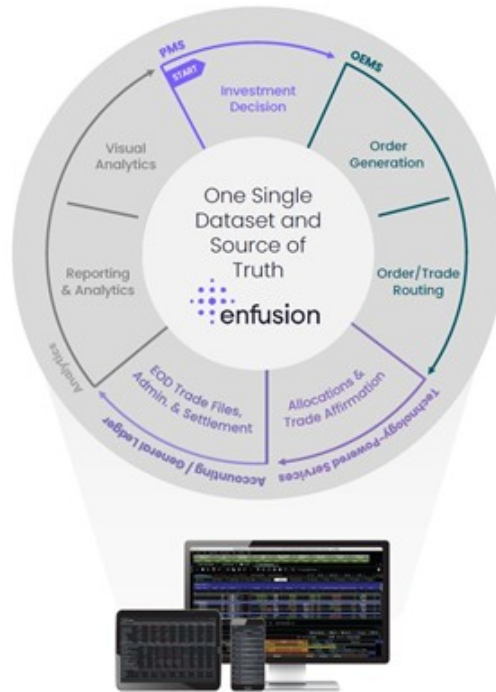 PMS
START
Investment
Decision
OEMS
Order
Generation
Order/Trade
Routing
Technology-Powered Services
Allocations &
Trade Affirmation
Accounting / General Ledger
EOD Trade Files,
Admin. & Settlement
Analytics
Reporting
& Analytics
Visual
Analytics
One Single
Dataset and
Source of
Truth
enfusion